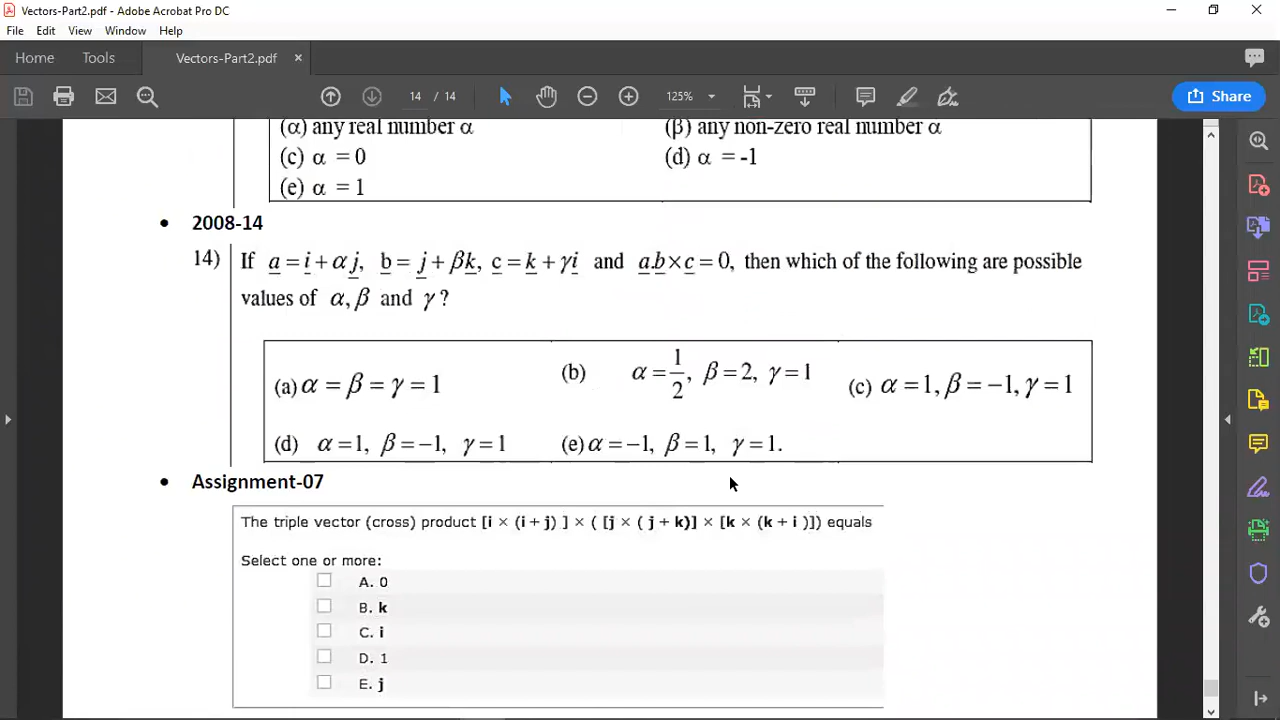 Vectors-Part2.pdf - Adobe Acrobat Pro DC
File Edit View Window Help
Home Tools Vectors-Part2.pdf ×
14 / 14 125% Share
(α) any real number α (β) any non-zero real number α
(c) α = 0 (d) α = -1
(e) α = 1
• 2008-14
14) If a = i + α j, b = j + βk, c = k + γi and a.b × c = 0, then which of the following are possible
values of α, β and γ?
(a) α = β = γ = 1 (b) α = 1/2, β = 2, γ = 1 (c) α = 1, β = −1, γ = 1
(d) α = 1, β = −1, γ = 1 (e) α = −1, β = 1, γ = 1.
• Assignment-07
The triple vector (cross) product [i × (i + j) ] × ( [j × ( j + k)] × [k × (k + i )]) equals
Select one or more:
A. 0
B. k
C. i
D. 1
E. j